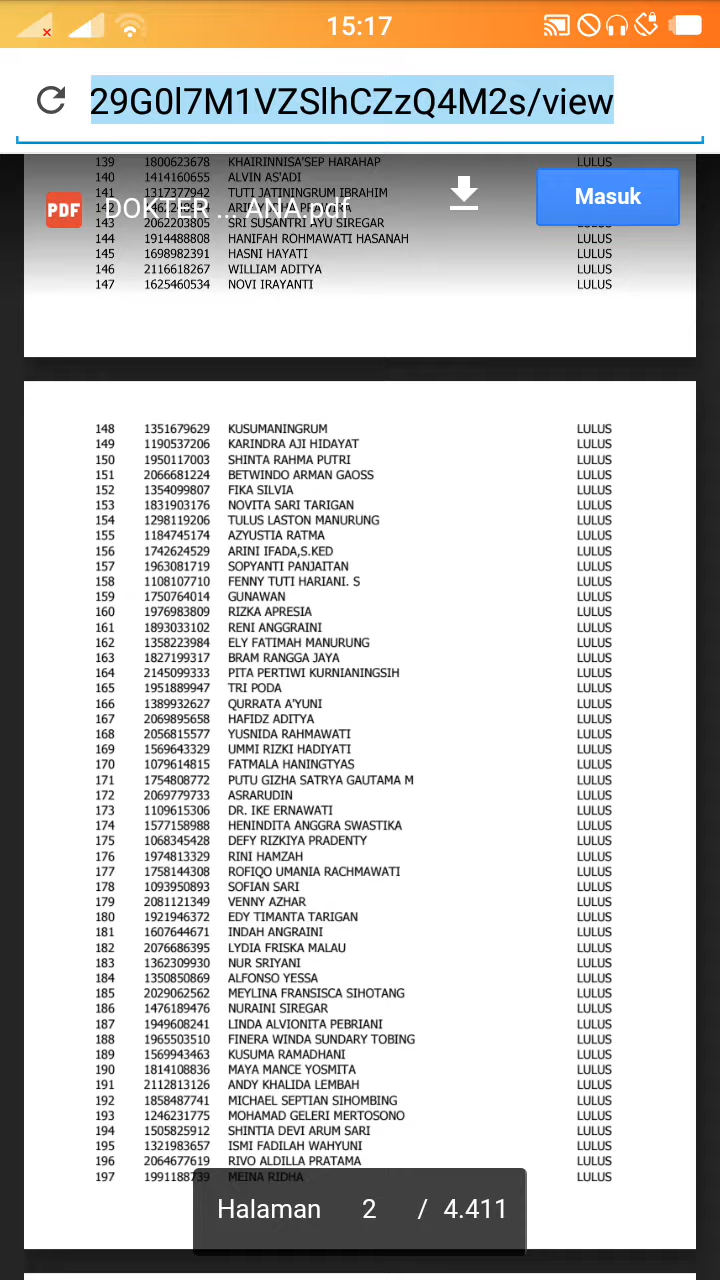 15:17
29G0l7M1VZSlhCZzQ4M2s/view
139 1800623678 KHAIRINNISA'SEP HARAHAP LULUS
140 1414160655 ALVIN AS'ADI LULUS
PDF DOKTER ... ANA.pdf Masuk
141 1317377942 TUTI JATININGRUM IBRAHIM
142
143 2062203805 SRI SUSANTRI AYU SIREGAR LULUS
144 1914488808 HANIFAH ROHMAWATI HASANAH LULUS
145 1698982391 HASNI HAYATI LULUS
146 2116618267 WILLIAM ADITYA LULUS
147 1625460534 NOVI IRAYANTI LULUS
148 1351679629 KUSUMANINGRUM LULUS
149 1190537206 KARINDRA AJI HIDAYAT LULUS
150 1950117003 SHINTA RAHMA PUTRI LULUS
151 2066681224 BETWINDO ARMAN GAOSS LULUS
152 1354099807 FIKA SILVIA LULUS
153 1831903176 NOVITA SARI TARIGAN LULUS
154 1298119206 TULUS LASTON MANURUNG LULUS
155 1184745174 AZYUSTIA RATMA LULUS
156 1742624529 ARINI IFADA,S.KED LULUS
157 1963081719 SOPYANTI PANJAITAN LULUS
158 1108107710 FENNY TUTI HARIANI. S LULUS
159 1750764014 GUNAWAN LULUS
160 1976983809 RIZKA APRESIA LULUS
161 1893033102 RENI ANGGRAINI LULUS
162 1358223984 ELY FATIMAH MANURUNG LULUS
163 1827199317 BRAM RANGGA JAYA LULUS
164 2145099333 PITA PERTIWI KURNIANINGSIH LULUS
165 1951889947 TRI PODA LULUS
166 1389932627 QURRATA A'YUNI LULUS
167 2069895658 HAFIDZ ADITYA LULUS
168 2056815577 YUSNIDA RAHMAWATI LULUS
169 1569643329 UMMI RIZKI HADIYATI LULUS
170 1079614815 FATMALA HANINGTYAS LULUS
171 1754808772 PUTU GIZHA SATRYA GAUTAMA M LULUS
172 2069779733 ASRARUDIN LULUS
173 1109615306 DR. IKE ERNAWATI LULUS
174 1577158988 HENINDITA ANGGRA SWASTIKA LULUS
175 1068345428 DEFY RIZKIYA PRADENTY LULUS
176 1974813329 RINI HAMZAH LULUS
177 1758144308 ROFIQO UMANIA RACHMAWATI LULUS
178 1093950893 SOFIAN SARI LULUS
179 2081121349 VENNY AZHAR LULUS
180 1921946372 EDY TIMANTA TARIGAN LULUS
181 1607644671 INDAH ANGRAINI LULUS
182 2076686395 LYDIA FRISKA MALAU LULUS
183 1362309930 NUR SRIYANI LULUS
184 1350850869 ALFONSO YESSA LULUS
185 2029062562 MEYLINA FRANSISCA SIHOTANG LULUS
186 1476189476 NURAINI SIREGAR LULUS
187 1949608241 LINDA ALVIONITA PEBRIANI LULUS
188 1965503510 FINERA WINDA SUNDARY TOBING LULUS
189 1569943463 KUSUMA RAMADHANI LULUS
190 1814108836 MAYA MANCE YOSMITA LULUS
191 2112813126 ANDY KHALIDA LEMBAH LULUS
192 1858487741 MICHAEL SEPTIAN SIHOMBING LULUS
193 1246231775 MOHAMAD GELERI MERTOSONO LULUS
194 1505825912 SHINTIA DEVI ARUM SARI LULUS
195 1321983657 ISMI FADILAH WAHYUNI LULUS
196 2064677619 RIVO ALDILLA PRATAMA LULUS
197 1991188739 MEINA RIDHA LULUS
Halaman 2 / 4.411